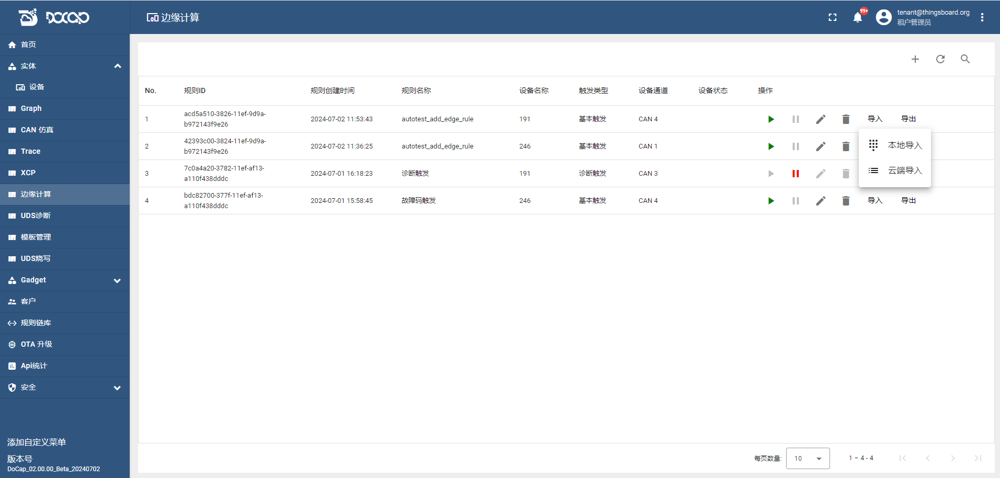 DOCAP
边缘计算
99+
tenant@thingsboard.org
租户管理员
首页
实体
设备
Graph
CAN 仿真
Trace
XCP
边缘计算
UDS诊断
模板管理
UDS烧写
Gadget
客户
规则链库
OTA 升级
Api统计
安全
添加自定义菜单
版本号
DoCap_02.00.00_Beta_20240702
No. 规则ID 规则创建时间 规则名称 设备名称 触发类型 设备通道 设备状态 操作
1 acd5a510-3826-11ef-9d9a-b972143f9e26 2024-07-02 11:53:43 autotest_add_edge_rule 191 基本触发 CAN 4 导入 导出
2 42393c00-3824-11ef-9d9a-b972143f9e26 2024-07-02 11:36:25 autotest_add_edge_rule 246 基本触发 CAN 1
3 7c0a4a20-3782-11ef-af13-a110f438dddc 2024-07-01 16:18:23 诊断触发 191 诊断触发 CAN 3
4 bdc82700-377f-11ef-af13-a110f438dddc 2024-07-01 15:58:45 故障码触发 246 基本触发 CAN 4 导入 导出
本地导入
云端导入
每页数量: 10 1 – 4 - 4